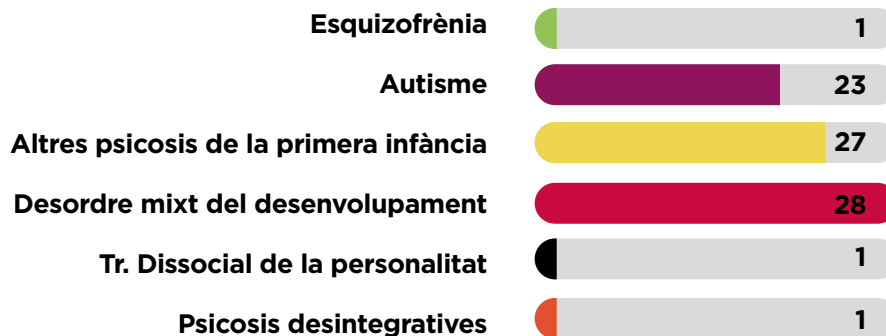 Esquizofrènia 1
Autisme 23
Altres psicosis de la primera infància 27
Desordre mixt del desenvolupament 28
Tr. Dissocial de la personalitat 1
Psicosis desintegratives 1